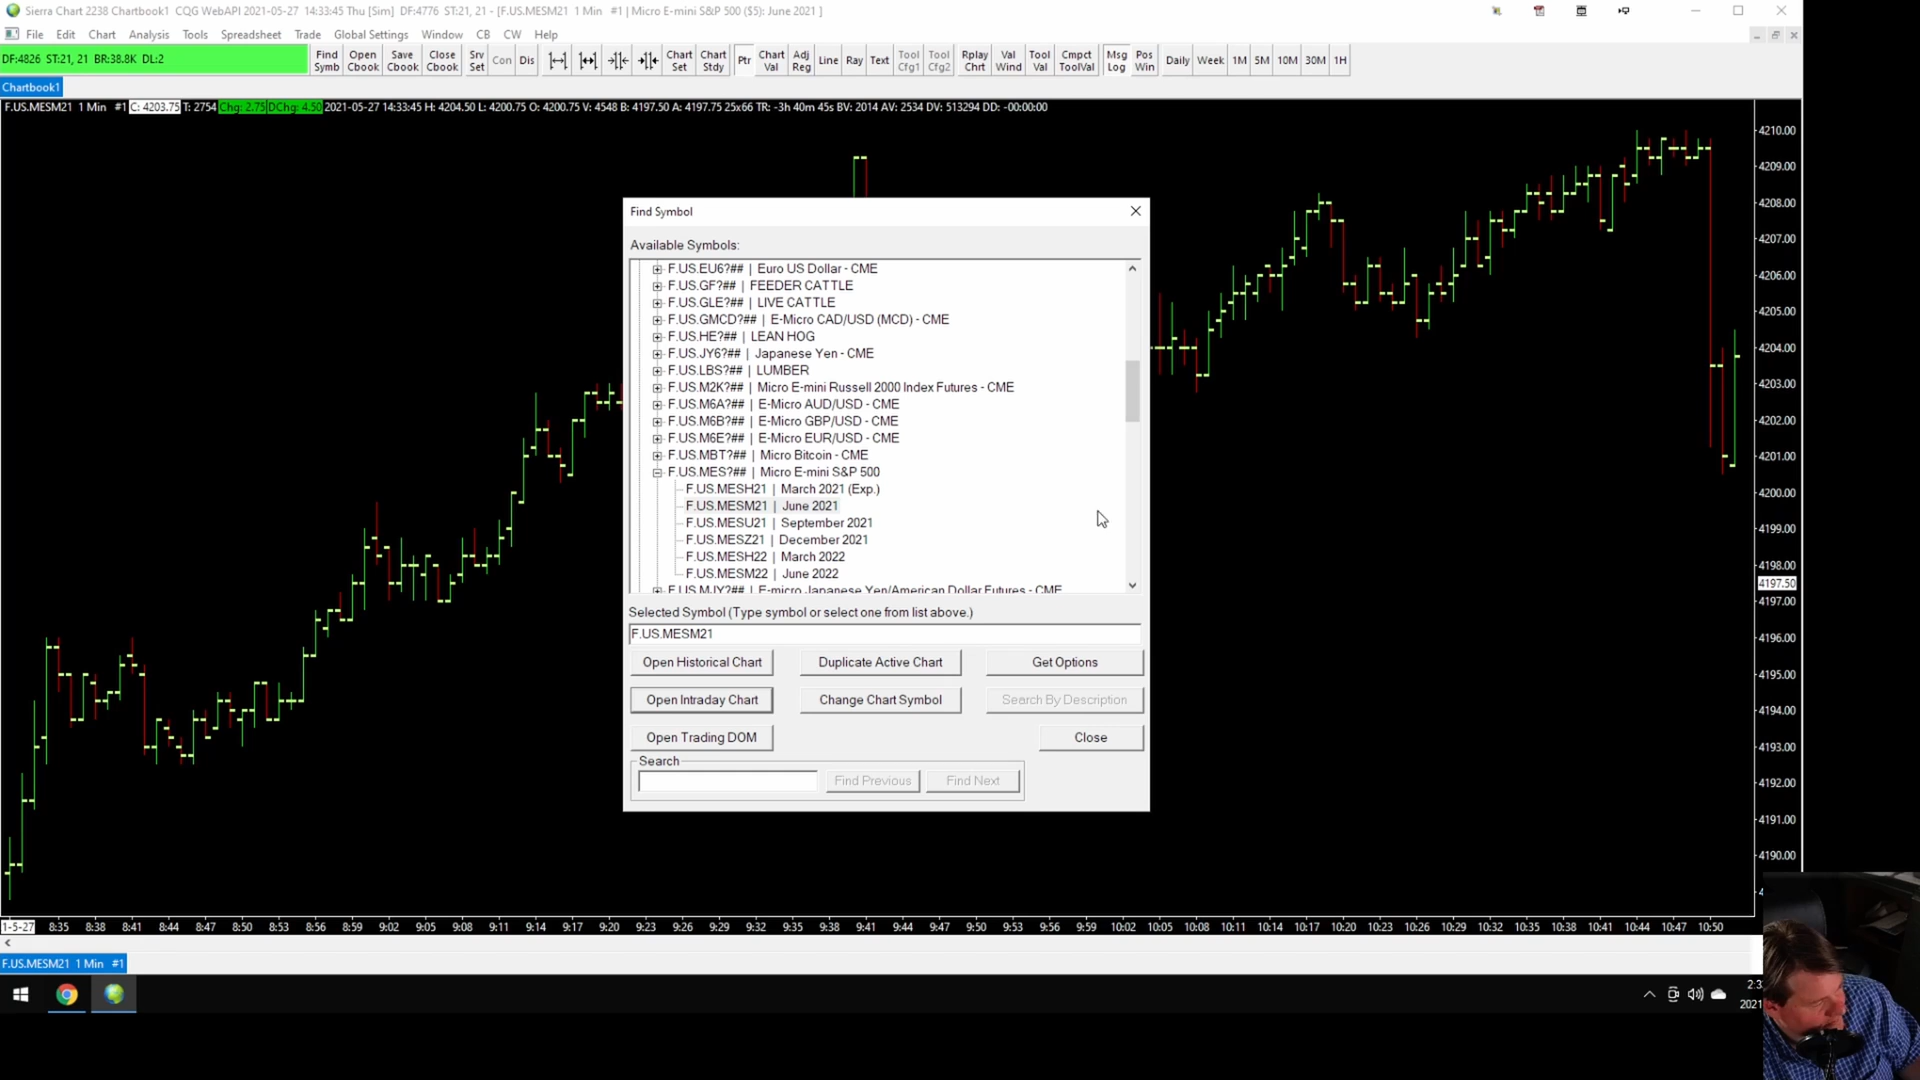 Sierra Chart 2238 Chartbook1 CQG WebAPI 2021-05-27 14:33:45 Thu [Sim] DF:4776 ST:21, 21 - [F.US.MESM21 1 Min #1 | Micro E-mini S&P 500 ($5): June 2021 ]
File Edit Chart Analysis Tools Spreadsheet Trade Global Settings Window CB CW Help
DF:4826 ST:21, 21 BR:38.8K DL:2
Find Symb
Open Cbook
Save Cbook
Close Cbook
Srv Set
Con
Dis
Chart Set
Chart Stdy
Ptr
Chart Val
Adj Reg
Line
Ray
Text
Tool Cfg1
Tool Cfg2
Rplay Chrt
Val Wind
Tool Val
Cmpct ToolVal
Msg Log
Pos Win
Daily
Week
1M
5M
10M
30M
1H
Chartbook1
F.US.MESM21 1 Min #1 C: 4203.75 T: 2754 Chg: 2.75 DChg: 4.50 2021-05-27 14:33:45 H: 4204.50 L: 4200.75 O: 4200.75 V: 4548 B: 4197.50 A: 4197.75 25x66 TR: -3h 40m 45s BV: 2014 AV: 2534 DV: 513294 DD: -00:00:00
Find Symbol
Available Symbols:
F.US.EU6?## | Euro US Dollar - CME
F.US.GF?## | FEEDER CATTLE
F.US.GLE?## | LIVE CATTLE
F.US.GMCD?## | E-Micro CAD/USD (MCD) - CME
F.US.HE?## | LEAN HOG
F.US.JY6?## | Japanese Yen - CME
F.US.LBS?## | LUMBER
F.US.M2K?## | Micro E-mini Russell 2000 Index Futures - CME
F.US.M6A?## | E-Micro AUD/USD - CME
F.US.M6B?## | E-Micro GBP/USD - CME
F.US.M6E?## | E-Micro EUR/USD - CME
F.US.MBT?## | Micro Bitcoin - CME
F.US.MES?## | Micro E-mini S&P 500
F.US.MESH21 | March 2021 (Exp.)
F.US.MESM21 | June 2021
F.US.MESU21 | September 2021
F.US.MESZ21 | December 2021
F.US.MESH22 | March 2022
F.US.MESM22 | June 2022
F.US.MJY?## | E-micro Japanese Yen/American Dollar Futures - CME
Selected Symbol (Type symbol or select one from list above.)
F.US.MESM21
Open Historical Chart
Duplicate Active Chart
Get Options
Open Intraday Chart
Change Chart Symbol
Search By Description
Open Trading DOM
Close
Search
Find Previous
Find Next
4210.00
4209.00
4208.00
4207.00
4206.00
4205.00
4204.00
4203.00
4202.00
4201.00
4200.00
4199.00
4198.00
4197.50
4197.00
4196.00
4195.00
4194.00
4193.00
4192.00
4191.00
4190.00
1-5-27 8:35 8:38 8:41 8:44 8:47 8:50 8:53 8:56 8:59 9:02 9:05 9:08 9:11 9:14 9:17 9:20 9:23 9:26 9:29 9:32 9:35 9:38 9:41 9:44 9:47 9:50 9:53 9:56 9:59 10:02 10:05 10:08 10:11 10:14 10:17 10:20 10:23 10:26 10:29 10:32 10:35 10:38 10:41 10:44 10:47 10:50
F.US.MESM21 1 Min #1
2021